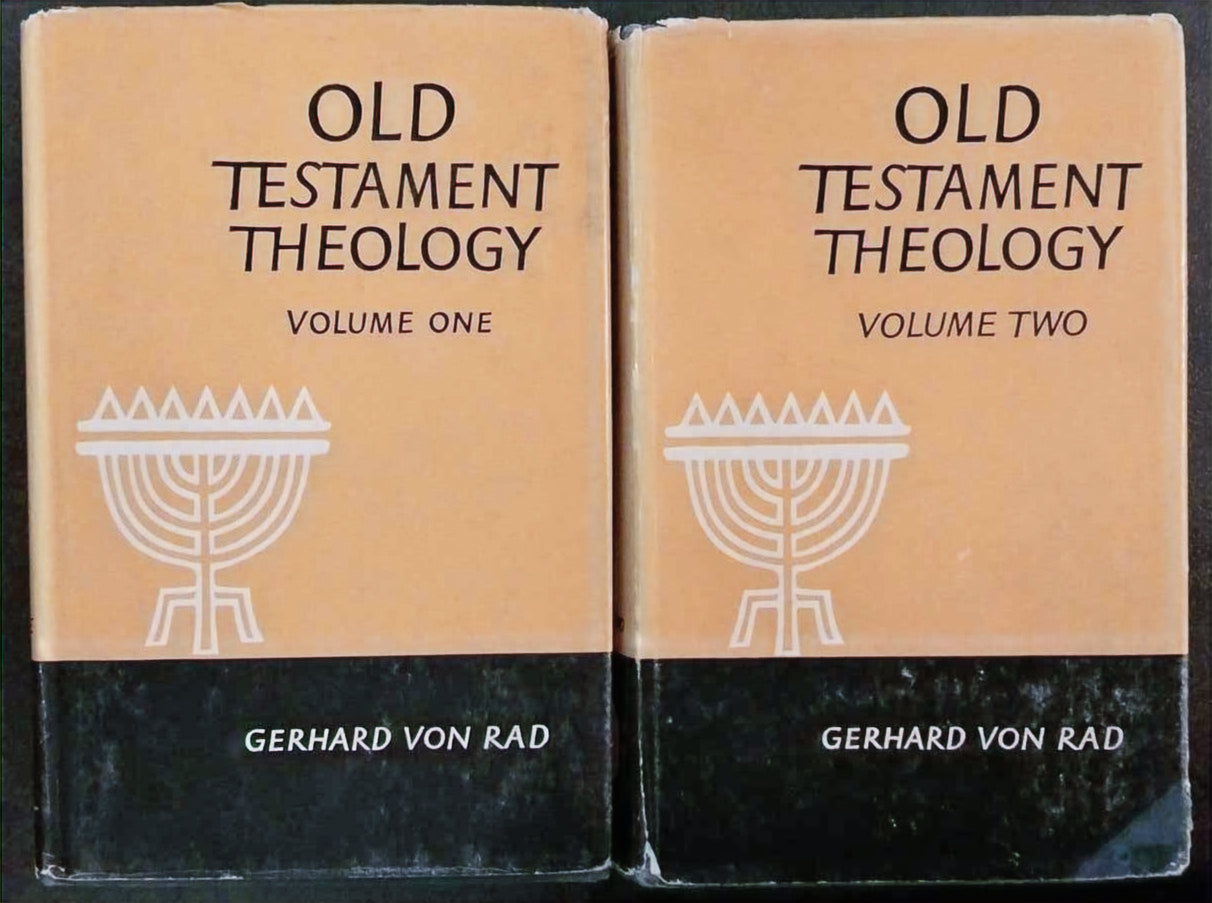 OLD
TESTAMENT
THEOLOGY
VOLUME ONE
GERHARD VON RAD
OLD
TESTAMENT
THEOLOGY
VOLUME TWO
GERHARD VON RAD